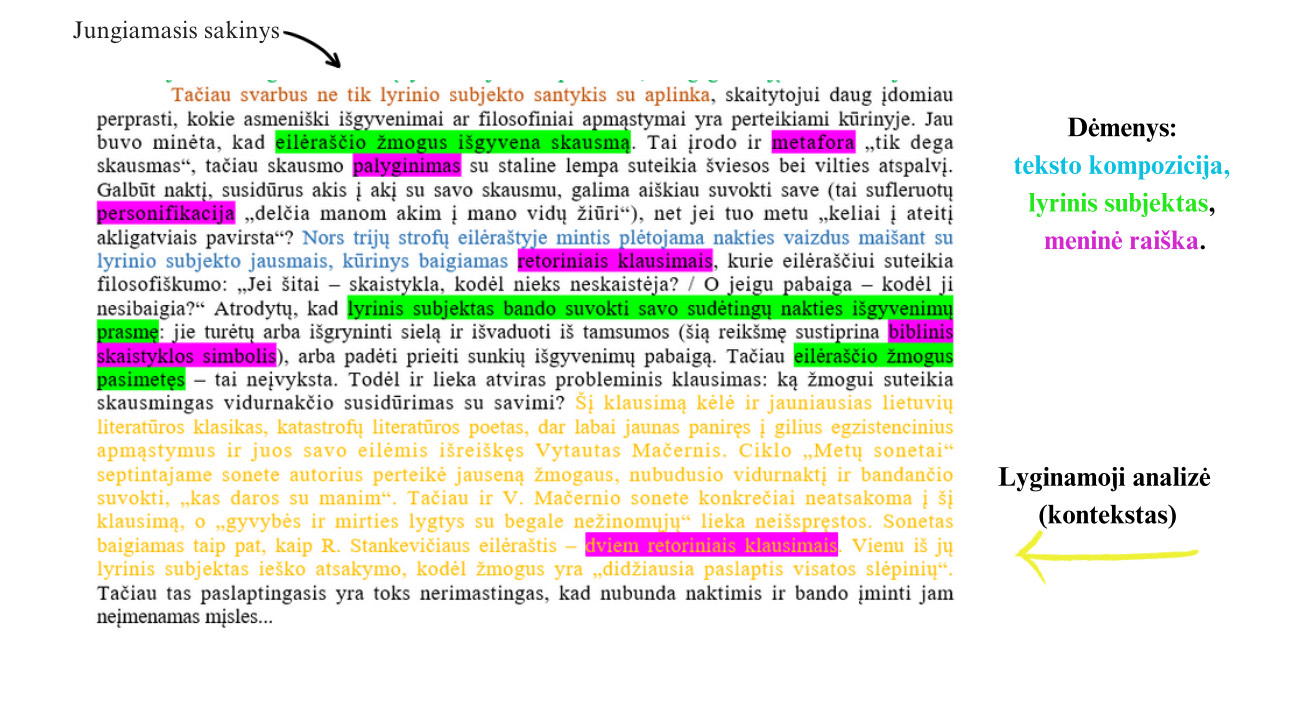 Jungiamasis sakinys
Tačiau svarbus ne tik lyrinio subjekto santykis su aplinka, skaitytojui daug įdomiau
perprasti, kokie asmeniški išgyvenimai ar filosofiniai apmąstymai yra perteikiami kūrinyje. Jau
buvo minėta, kad eilėraščio žmogus išgyvena skausmą. Tai įrodo ir metafora „tik dega
skausmas“, tačiau skausmo palyginimas su staline lempa suteikia šviesos bei vilties atspalvį.
Galbūt naktį, susidūrus akis į akį su savo skausmu, galima aiškiau suvokti save (tai sufleruotų
personifikacija „delčia manom akim į mano vidų žiūri“), net jei tuo metu „keliai į ateitį
akligatviais pavirsta“? Nors trijų strofų eilėraštyje mintis plėtojama nakties vaizdus maišant su
lyrinio subjekto jausmais, kūrinys baigiamas retoriniais klausimais, kurie eilėraščiui suteikia
filosofiškumo: „Jei šitai – skaistykla, kodėl nieks neskaistėja? / O jeigu pabaiga – kodėl ji
nesibaigia?“ Atrodytų, kad lyrinis subjektas bando suvokti savo sudėtingų nakties išgyvenimų
prasmę: jie turėtų arba išgryninti sielą ir išvaduoti iš tamsumos (šią reikšmę sustiprina biblinis
skaistyklos simbolis), arba padėti prieiti sunkių išgyvenimų pabaigą. Tačiau eilėraščio žmogus
pasimetęs – tai neįvyksta. Todėl ir lieka atviras probleminis klausimas: ką žmogui suteikia
skausmingas vidurnakčio susidūrimas su savimi? Šį klausimą kėlė ir jauniausias lietuvių
literatūros klasikas, katastrofų literatūros poetas, dar labai jaunas paniręs į gilius egzistencinius
apmąstymus ir juos savo eilėmis išreiškęs Vytautas Mačernis. Ciklo „Metų sonetai“
septintajame sonete autorius perteikė jauseną žmogaus, nubudusio vidurnaktį ir bandančio
suvokti, „kas daros su manim“. Tačiau ir V. Mačernio sonete konkrečiai neatsakoma į šį
klausimą, o „gyvybės ir mirties lygtys su begale nežinomųjų“ lieka neišspręstos. Sonetas
baigiamas taip pat, kaip R. Stankevičiaus eilėraštis – dviem retoriniais klausimais. Vienu iš jų
lyrinis subjektas ieško atsakymo, kodėl žmogus yra „didžiausia paslaptis visatos slėpinių“.
Tačiau tas paslaptingasis yra toks nerimastingas, kad nubunda naktimis ir bando įminti jam
neįmenamas mįsles...
Dėmenys:
teksto kompozicija,
lyrinis subjektas,
meninė raiška.
Lyginamoji analizė
(kontekstas)